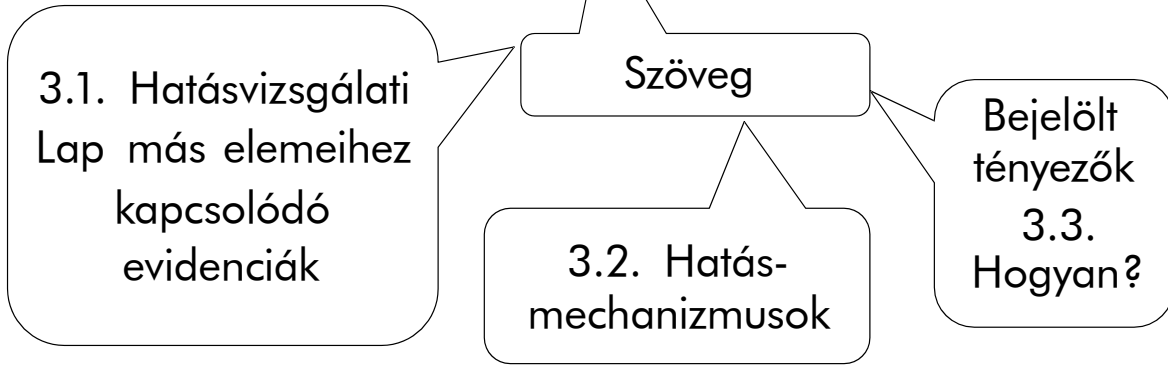 3.1. Hatásvizsgálati
Lap más elemeihez
kapcsolódó
evidenciák
Szöveg
3.2. Hatás-
mechanizmusok
Bejelölt
tényezők
3.3.
Hogyan?